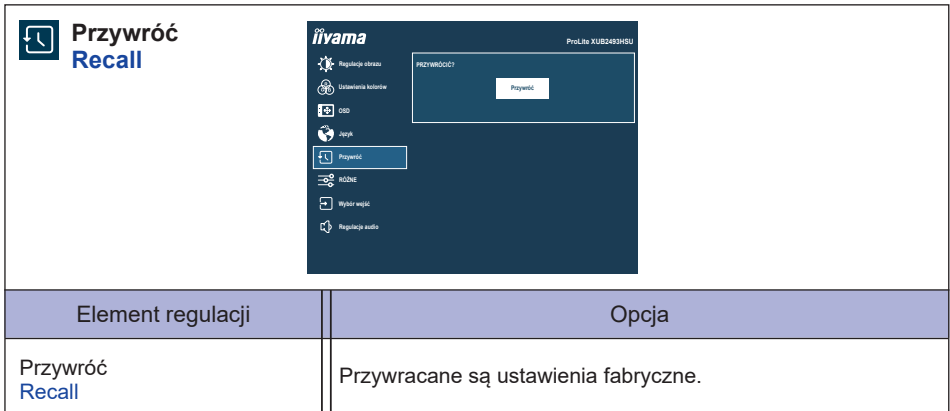 Przywróć
Recall
iiyama
ProLite XUB2493HSU
Regulacje obrazu
PRZYWRÓCIĆ?
Przywróć
Ustawienia kolorów
OSD
Język
Przywróć
RÓŻNE
Wybór wejść
Regulacje audio
Element regulacji
Opcja
Przywróć
Recall
Przywracane są ustawienia fabryczne.